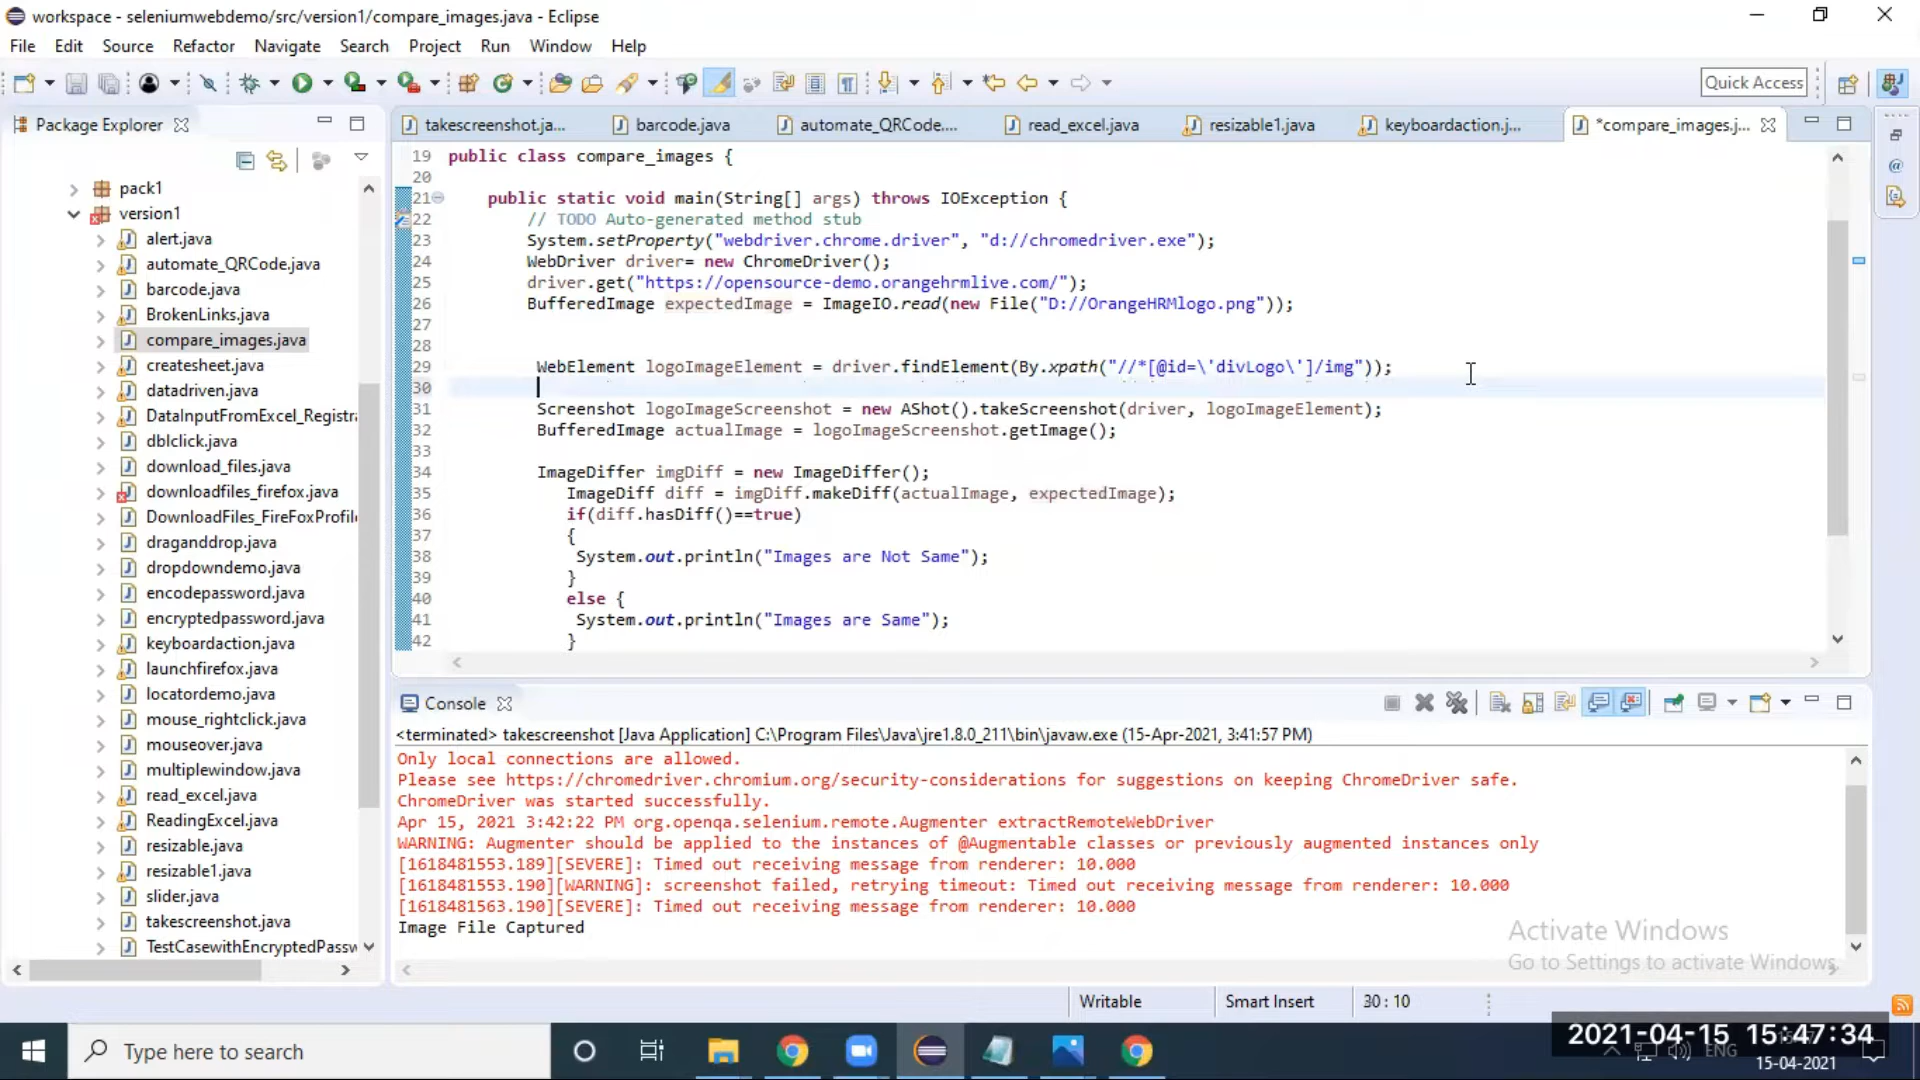 workspace - seleniumwebdemo/src/version1/compare_images.java - Eclipse
File Edit Source Refactor Navigate Search Project Run Window Help
Quick Access
Package Explorer
takescreenshot.ja... barcode.java automate_QRCode.... read_excel.java resizable1.java keyboardaction.j... *compare_images.j...
pack1
version1
alert.java
automate_QRCode.java
barcode.java
BrokenLinks.java
compare_images.java
createsheet.java
datadriven.java
DataInputFromExcel_Registr
dblclick.java
download_files.java
downloadfiles_firefox.java
DownloadFiles_FireFoxProfil
draganddrop.java
dropdowndemo.java
encodepassword.java
encryptedpassword.java
keyboardaction.java
launchfirefox.java
locatordemo.java
mouse_rightclick.java
mouseover.java
multiplewindow.java
read_excel.java
ReadingExcel.java
resizable.java
resizable1.java
slider.java
takescreenshot.java
TestCasewithEncryptedPassw
19 public class compare_images {
20
21 public static void main(String[] args) throws IOException {
22 // TODO Auto-generated method stub
23 System.setProperty("webdriver.chrome.driver", "d://chromedriver.exe");
24 WebDriver driver= new ChromeDriver();
25 driver.get("https://opensource-demo.orangehrmlive.com/");
26 BufferedImage expectedImage = ImageIO.read(new File("D://OrangeHRMlogo.png"));
27
28
29 WebElement logoImageElement = driver.findElement(By.xpath("//*[@id=\'divLogo\']/img"));
30
31 Screenshot logoImageScreenshot = new AShot().takeScreenshot(driver, logoImageElement);
32 BufferedImage actualImage = logoImageScreenshot.getImage();
33
34 ImageDiffer imgDiff = new ImageDiffer();
35 ImageDiff diff = imgDiff.makeDiff(actualImage, expectedImage);
36 if(diff.hasDiff()==true)
37 {
38 System.out.println("Images are Not Same");
39 }
40 else {
41 System.out.println("Images are Same");
42 }
Console
<terminated> takescreenshot [Java Application] C:\Program Files\Java\jre1.8.0_211\bin\javaw.exe (15-Apr-2021, 3:41:57 PM)
Only local connections are allowed.
Please see https://chromedriver.chromium.org/security-considerations for suggestions on keeping ChromeDriver safe.
ChromeDriver was started successfully.
Apr 15, 2021 3:42:22 PM org.openqa.selenium.remote.Augmenter extractRemoteWebDriver
WARNING: Augmenter should be applied to the instances of @Augmentable classes or previously augmented instances only
[1618481553.189][SEVERE]: Timed out receiving message from renderer: 10.000
[1618481553.190][WARNING]: screenshot failed, retrying timeout: Timed out receiving message from renderer: 10.000
[1618481563.190][SEVERE]: Timed out receiving message from renderer: 10.000
Image File Captured
Activate Windows
Go to Settings to activate Windows.
Writable Smart Insert 30 : 10
Type here to search
2021-04-15 15:47:34
ENG
15-04-2021